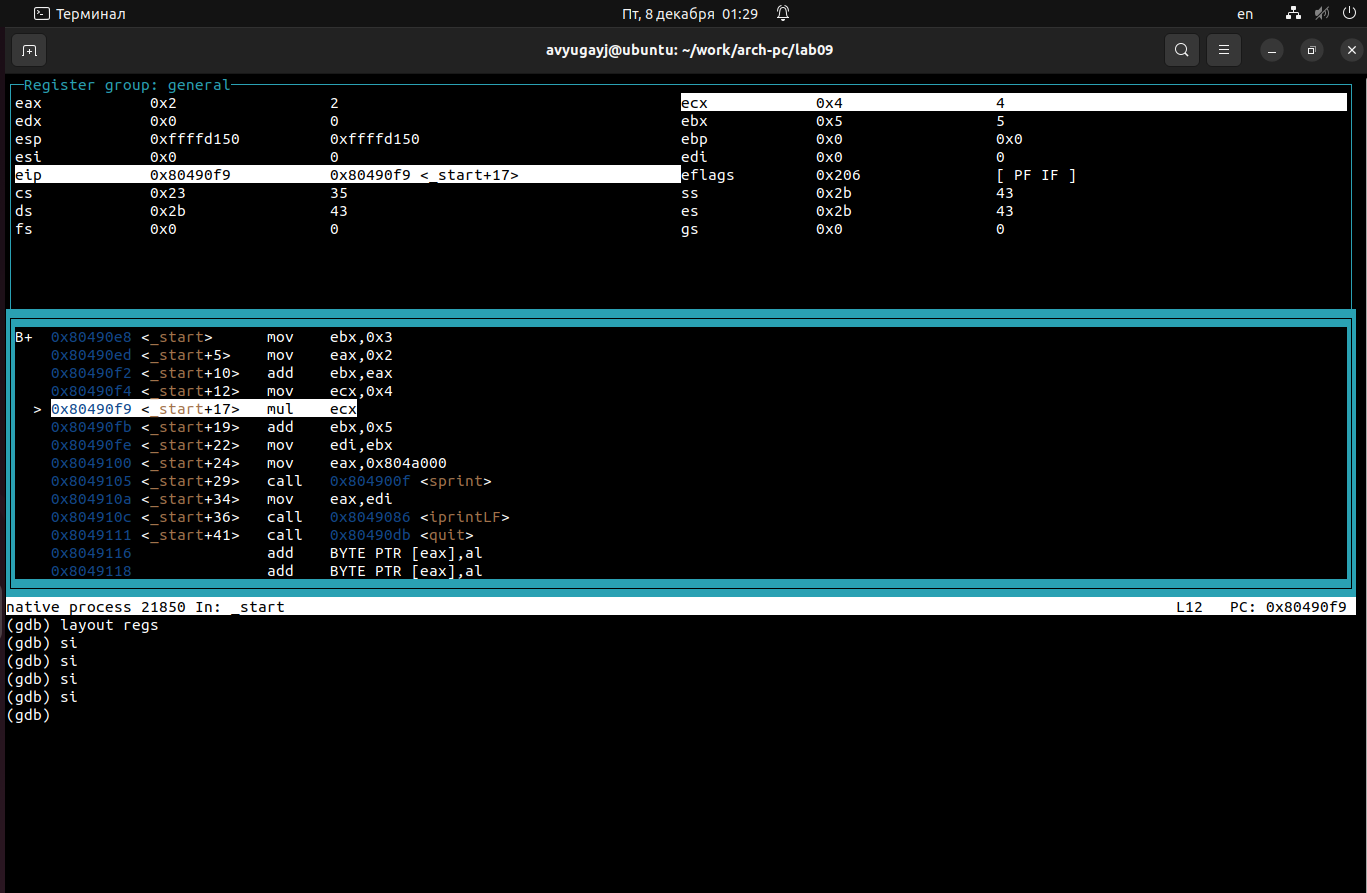 Терминал Пт, 8 декабря 01:29 en
avyugayj@ubuntu: ~/work/arch-pc/lab09
Register group: general
eax 0x2 2 ecx 0x4 4
edx 0x0 0 ebx 0x5 5
esp 0xffffd150 0xffffd150 ebp 0x0 0x0
esi 0x0 0 edi 0x0 0
eip 0x80490f9 0x80490f9 <_start+17> eflags 0x206 [ PF IF ]
cs 0x23 35 ss 0x2b 43
ds 0x2b 43 es 0x2b 43
fs 0x0 0 gs 0x0 0
B+ 0x80490e8 <_start> mov ebx,0x3
0x80490ed <_start+5> mov eax,0x2
0x80490f2 <_start+10> add ebx,eax
0x80490f4 <_start+12> mov ecx,0x4
> 0x80490f9 <_start+17> mul ecx
0x80490fb <_start+19> add ebx,0x5
0x80490fe <_start+22> mov edi,ebx
0x8049100 <_start+24> mov eax,0x804a000
0x8049105 <_start+29> call 0x804900f <sprint>
0x804910a <_start+34> mov eax,edi
0x804910c <_start+36> call 0x8049086 <iprintLF>
0x8049111 <_start+41> call 0x80490db <quit>
0x8049116 add BYTE PTR [eax],al
0x8049118 add BYTE PTR [eax],al
native process 21850 In: _start L12 PC: 0x80490f9
(gdb) layout regs
(gdb) si
(gdb) si
(gdb) si
(gdb) si
(gdb)